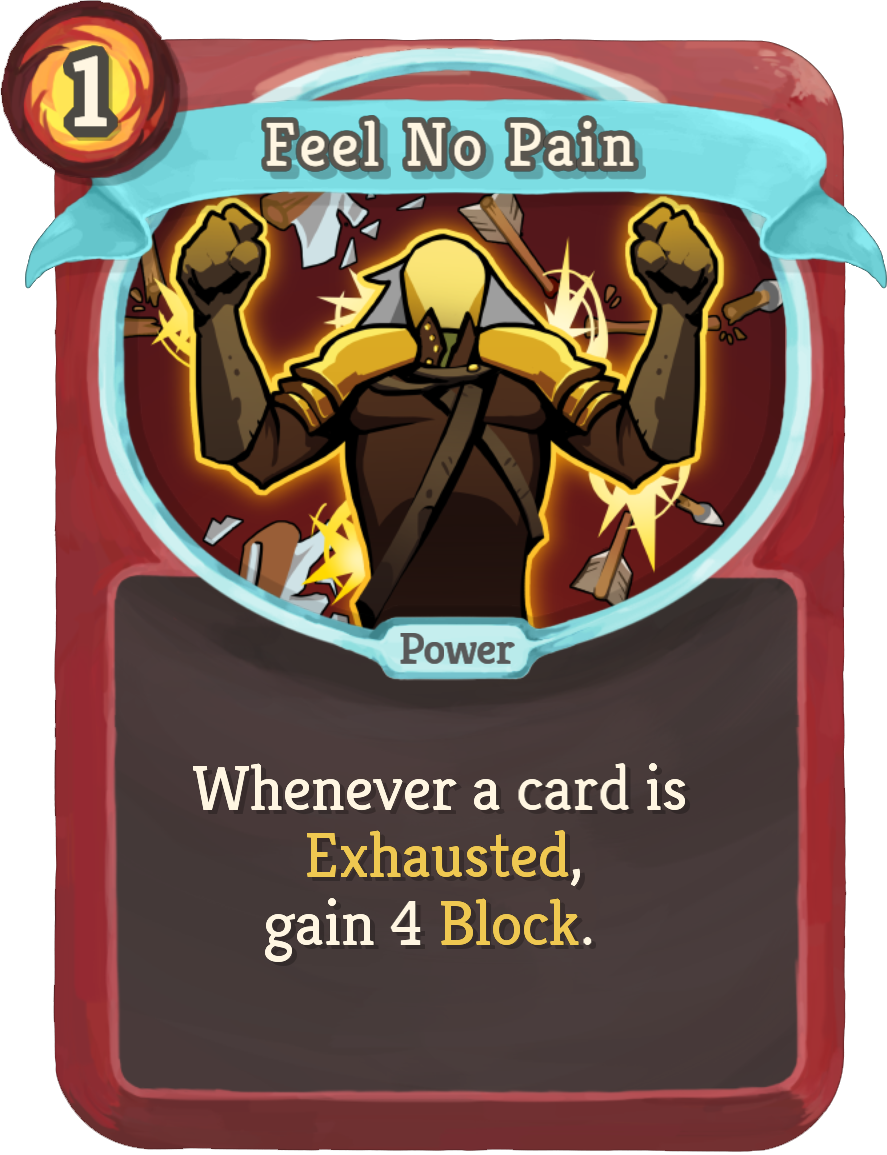 1
Feel No Pain
Power
Whenever a card is
Exhausted,
gain 4 Block.